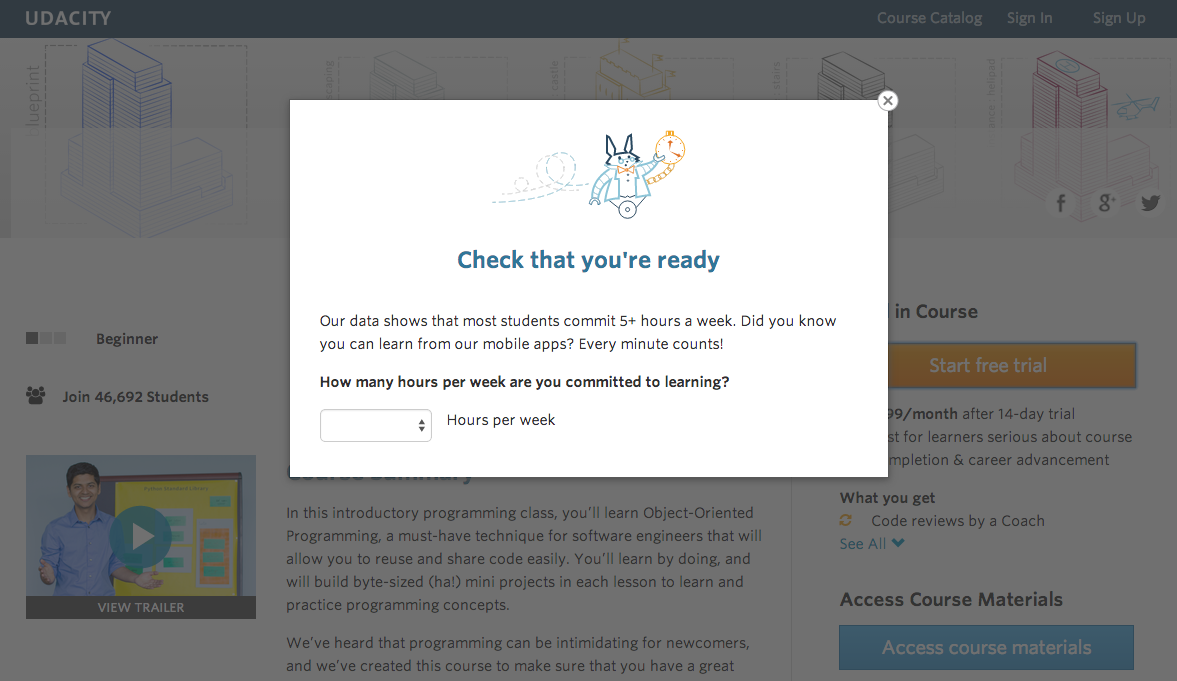 UDACITY
Course Catalog
Sign In
Sign Up
blueprint
castle
stairs
helipad
Check that you're ready
Our data shows that most students commit 5+ hours a week. Did you know
you can learn from our mobile apps? Every minute counts!
How many hours per week are you committed to learning?
Hours per week
Beginner
Join 46,692 Students
VIEW TRAILER
Course Summary
In this introductory programming class, you’ll learn Object-Oriented
Programming, a must-have technique for software engineers that will
allow you to reuse and share code easily. You’ll learn by doing, and
will build byte-sized (ha!) mini projects in each lesson to learn and
practice programming concepts.
We’ve heard that programming can be intimidating for newcomers,
and we’ve created this course to make sure that you have a great
in Course
Start free trial
99/month after 14-day trial
st for learners serious about course
mpletion & career advancement
What you get
Code reviews by a Coach
See All
Access Course Materials
Access course materials